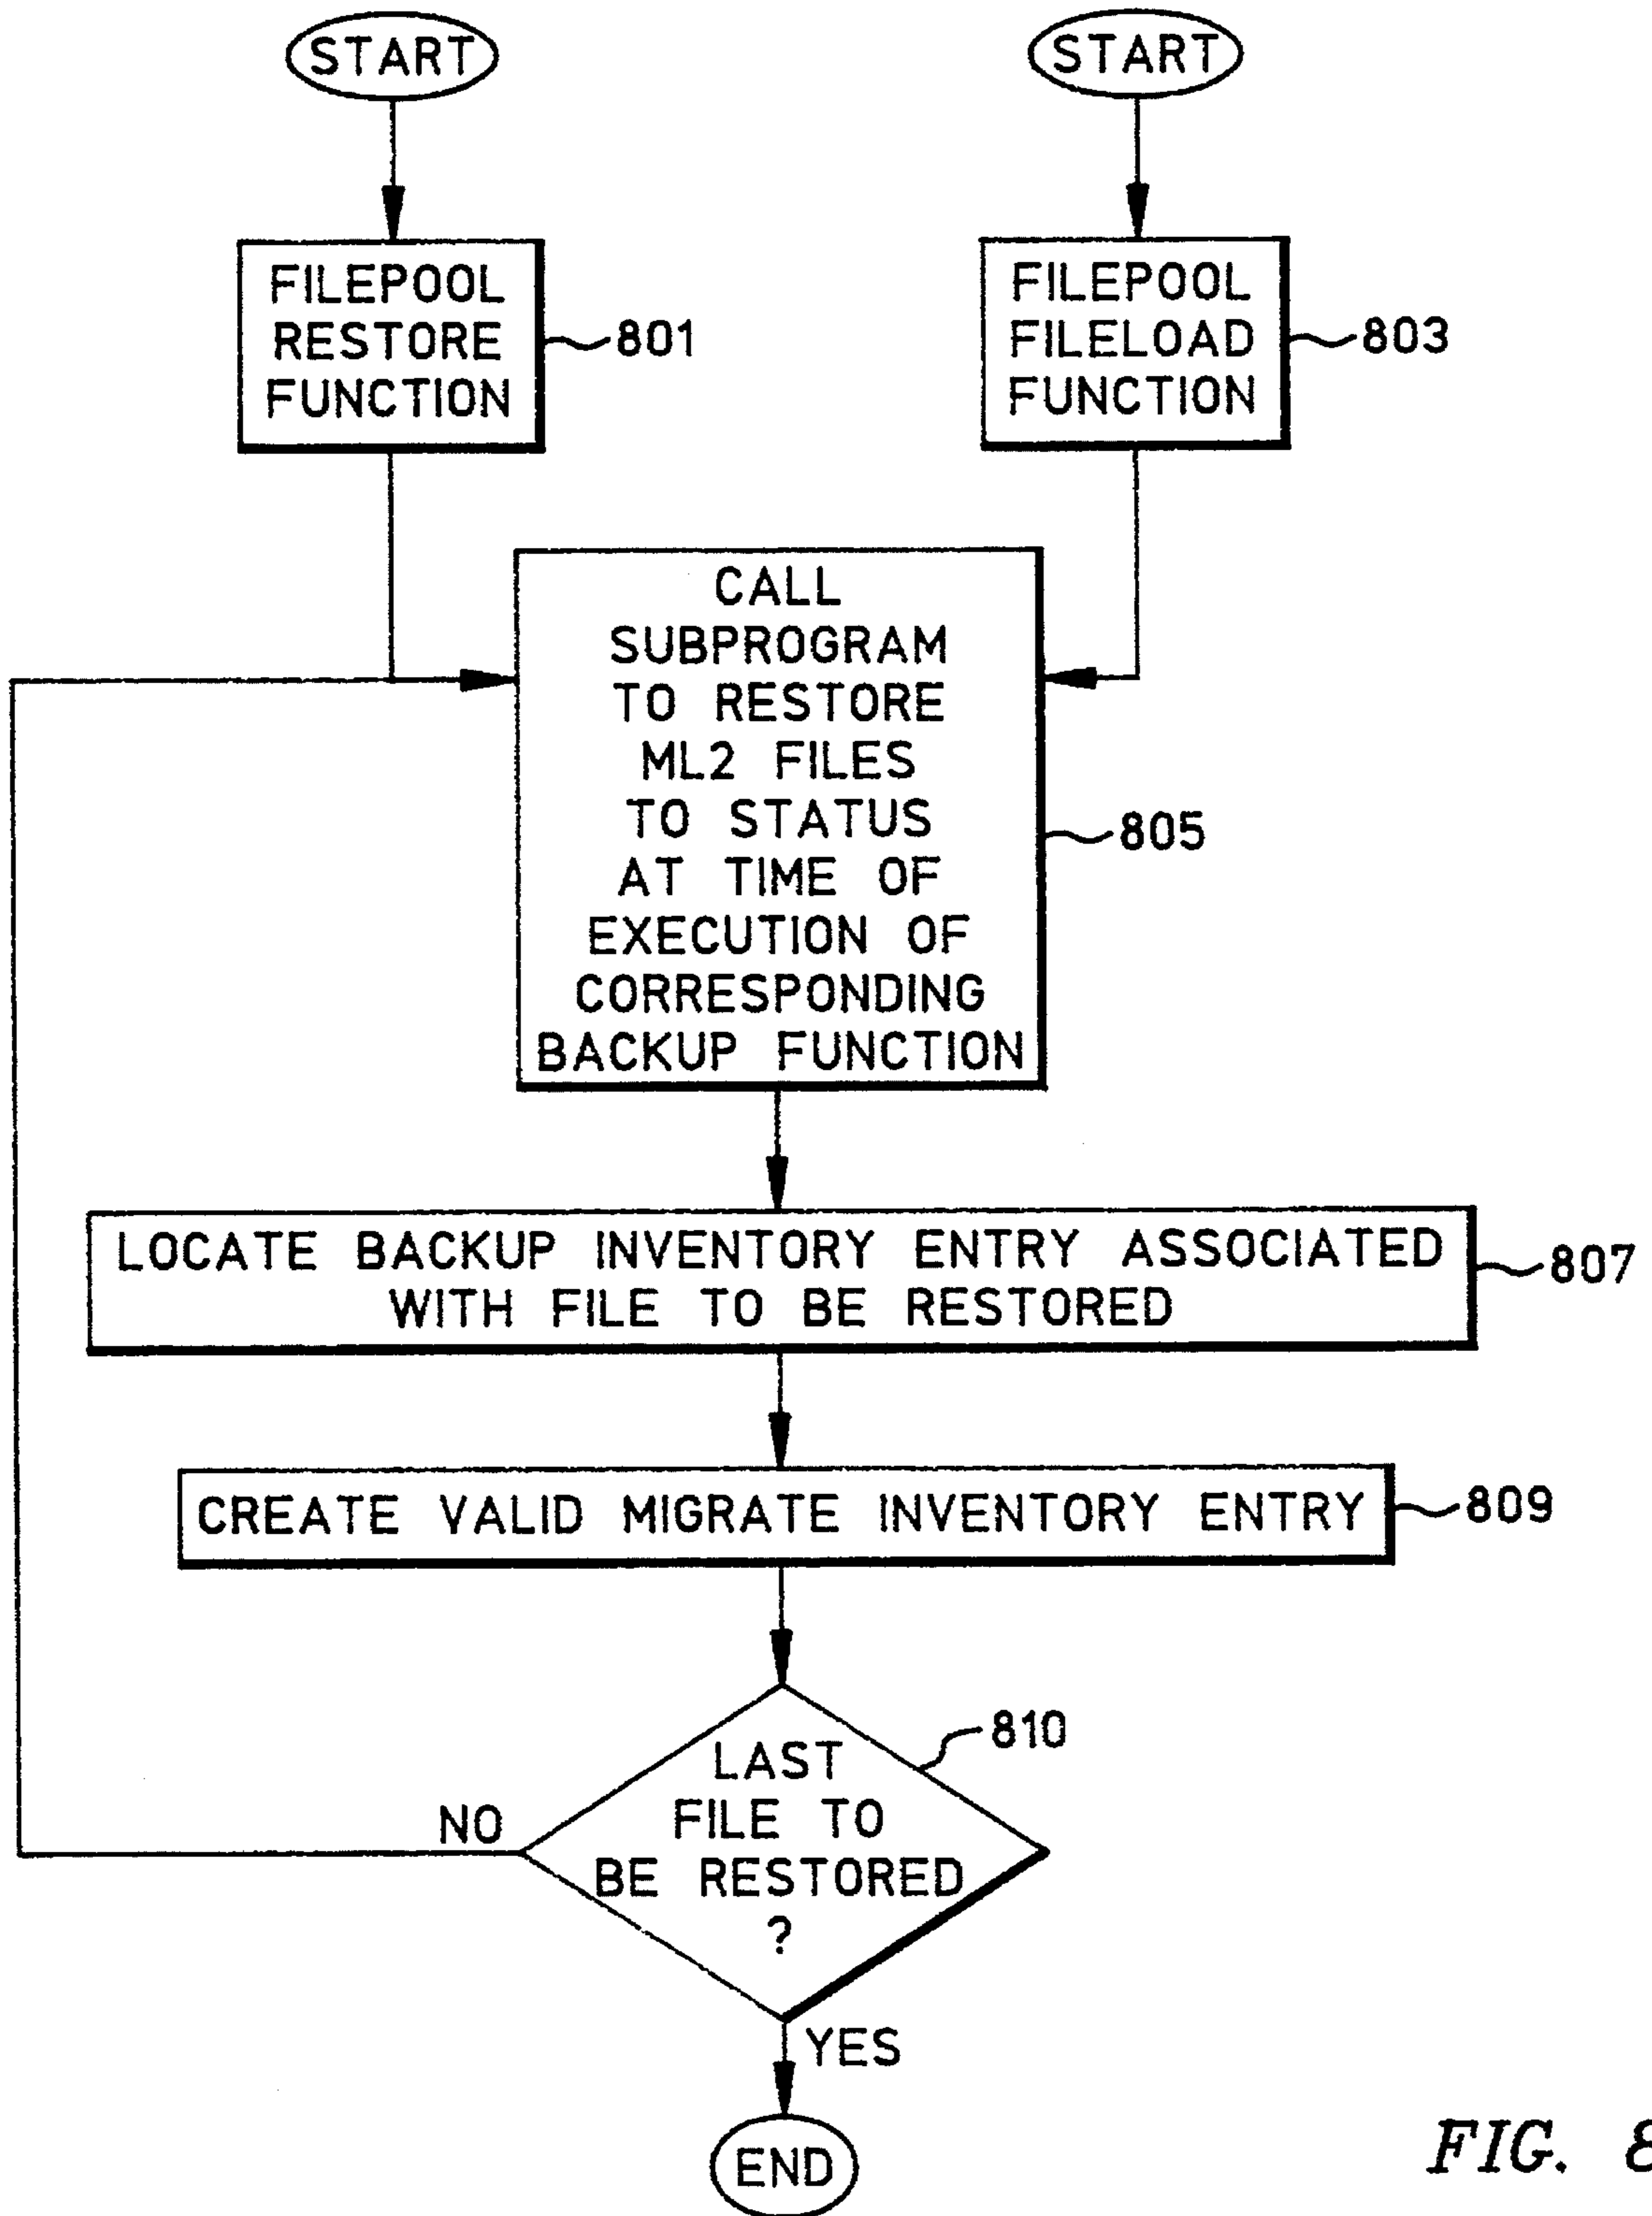 START
START
FILEPOOL
RESTORE
FUNCTION
801
FILEPOOL
FILELOAD
FUNCTION
803
CALL
SUBPROGRAM
TO RESTORE
ML2 FILES
TO STATUS
AT TIME OF
EXECUTION OF
CORRESPONDING
BACKUP FUNCTION
805
LOCATE BACKUP INVENTORY ENTRY ASSOCIATED
WITH FILE TO BE RESTORED
807
CREATE VALID MIGRATE INVENTORY ENTRY
809
810
LAST
FILE TO
BE RESTORED
?
NO
YES
END
FIG. 8